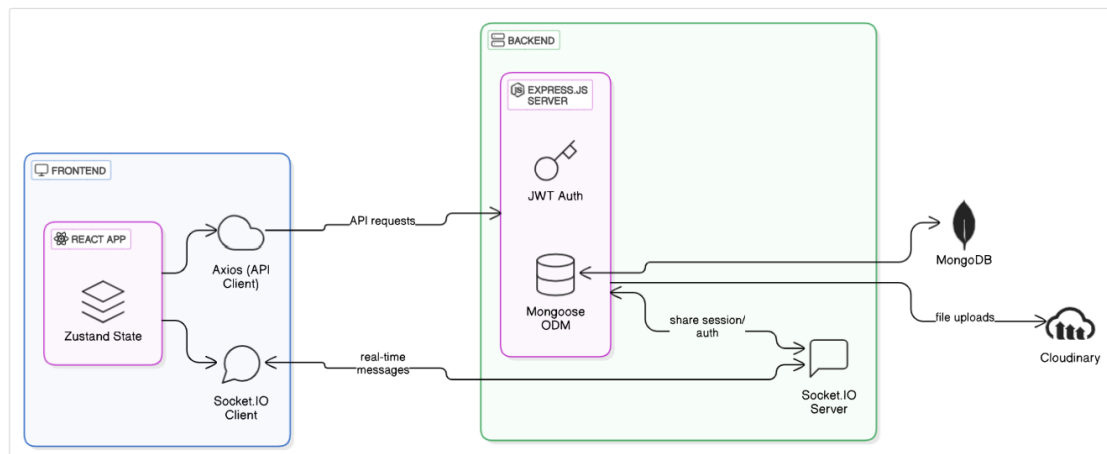 FRONTEND
REACT APP
Zustand State
Axios (API
Client)
Socket.IO
Client
API requests
real-time
messages
BACKEND
JS
EXPRESS.JS
SERVER
JWT Auth
Mongoose
ODM
share session/
auth
Socket.IO
Server
MongoDB
file uploads
Cloudinary